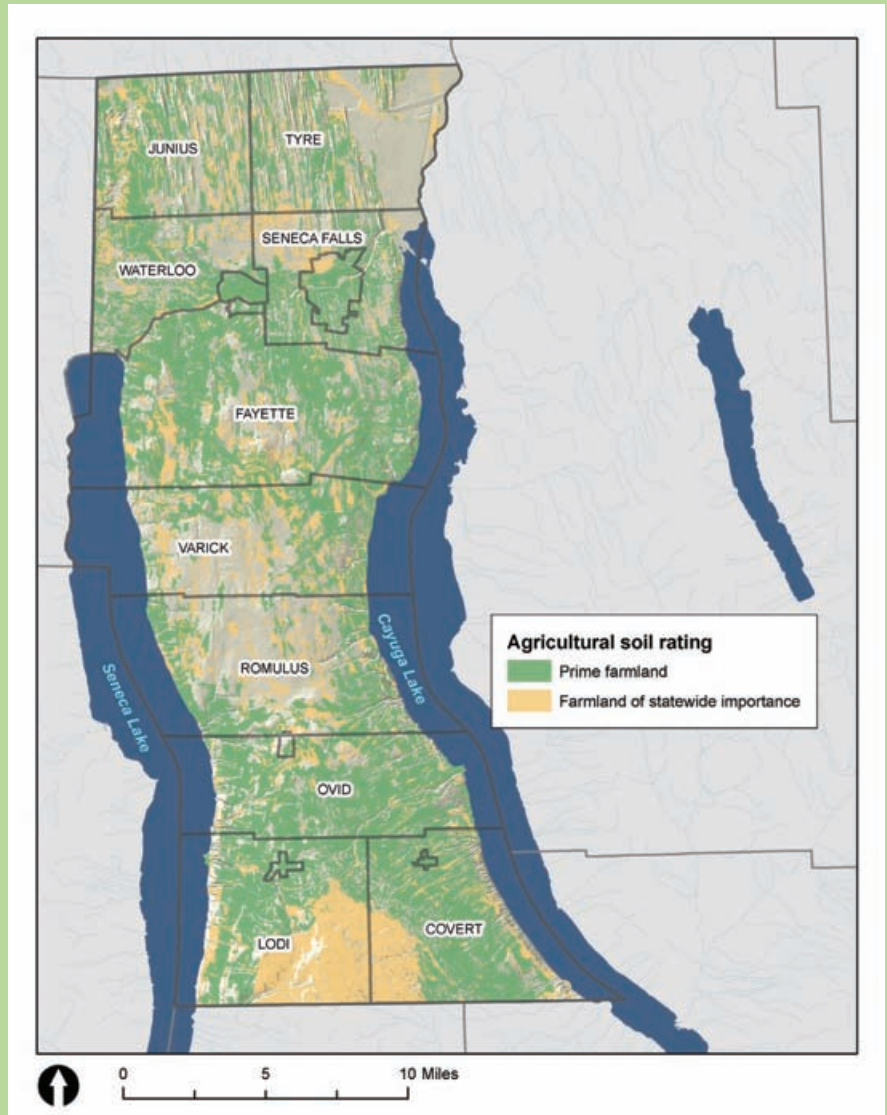 JUNIUS
TYRE
SENECA FALLS
WATERLOO
FAYETTE
VARICK
ROMULUS
Seneca Lake
Cayuga Lake
Agricultural soil rating
Prime farmland
Farmland of statewide importance
OVID
LODI
COVERT
0 5 10 Miles